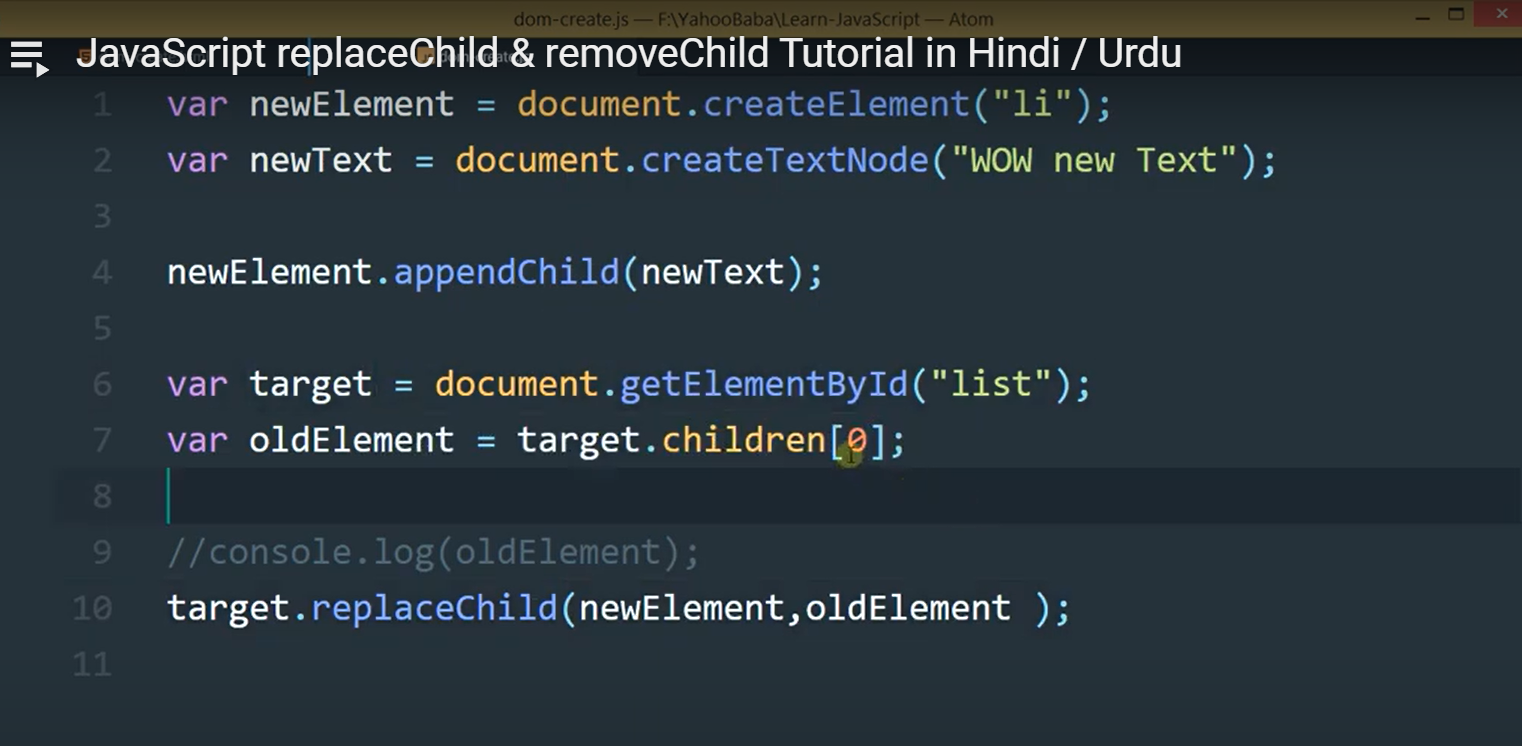 dom-create.js — F:\YahooBaba\Learn-JavaScript — Atom
JavaScript replaceChild & removeChild Tutorial in Hindi / Urdu
1 var newElement = document.createElement("li");
2 var newText = document.createTextNode("WOW new Text");
3
4 newElement.appendChild(newText);
5
6 var target = document.getElementById("list");
7 var oldElement = target.children[0];
8
9 //console.log(oldElement);
10 target.replaceChild(newElement,oldElement );
11